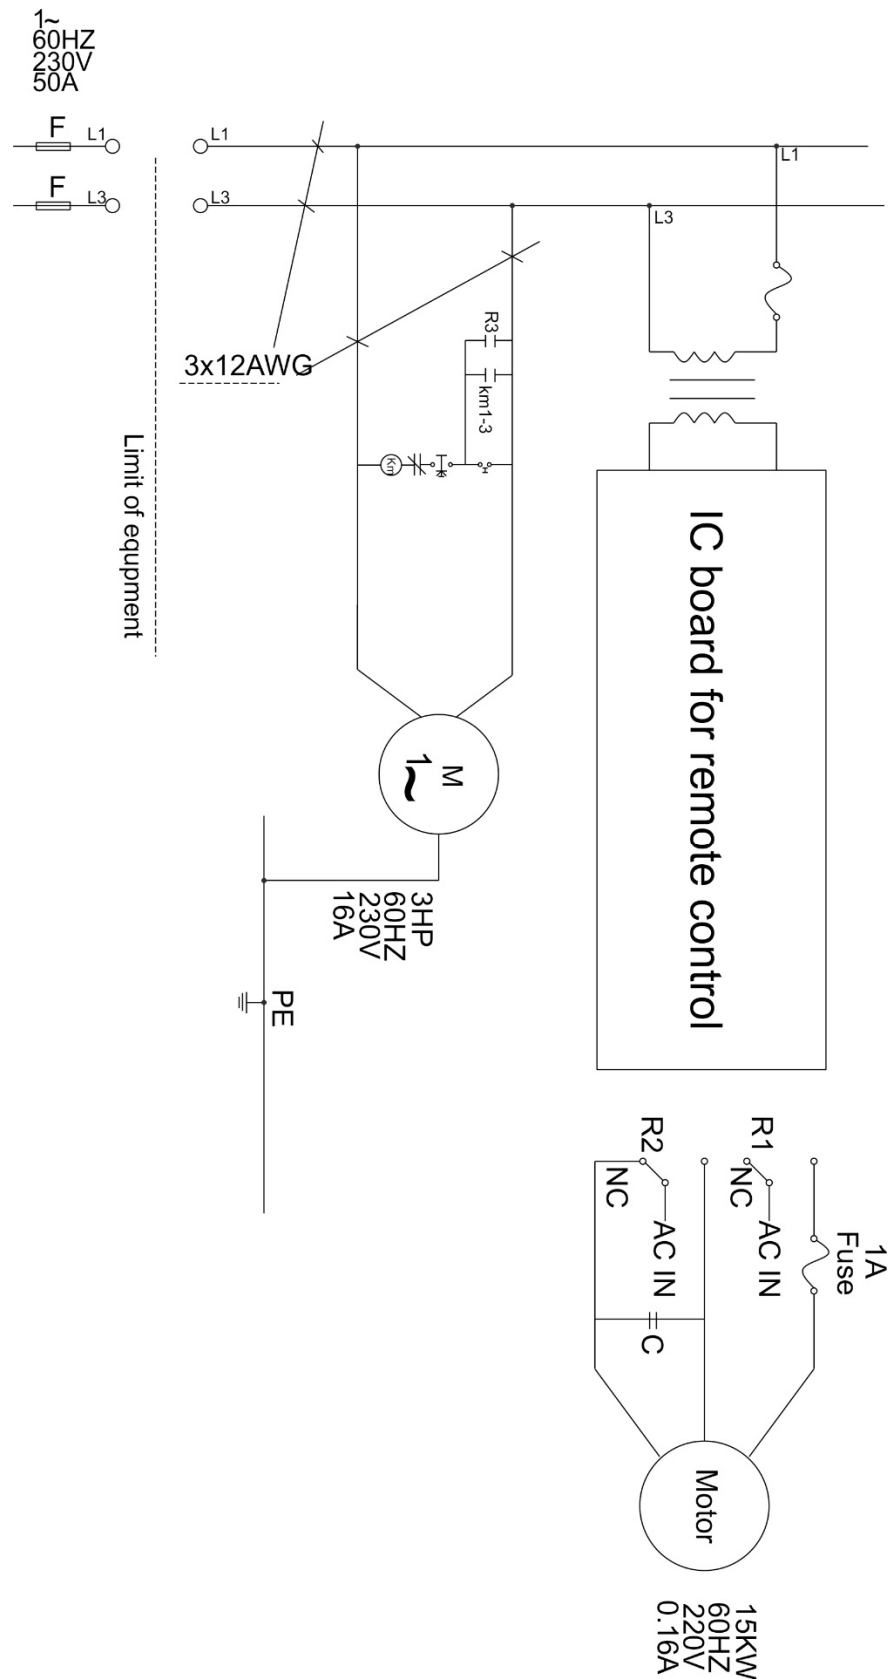 1~
60HZ
230V
50A
F
L1
L1
L1
F
L3
L3
L3
3x12AWG
R3
km1-3
Km
Limit of equpment
IC board for remote control
M
1~
3HP
60HZ
230V
16A
PE
R2
NC
AC IN
R1
NC
AC IN
1A
Fuse
C
Motor
15KW
60HZ
220V
0.16A